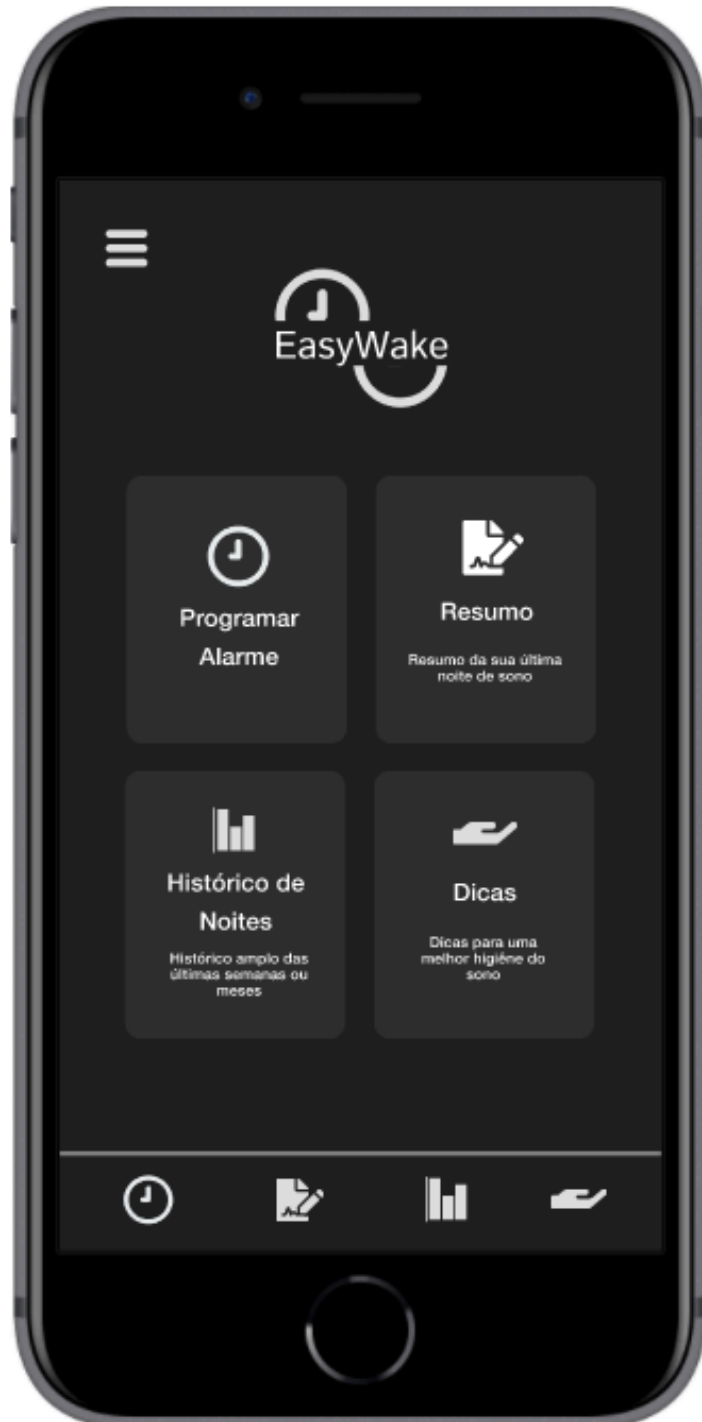 EasyWake
Programar
Alarme
Resumo
Resumo da sua última
noite de sono
Histórico de
Noites
Histórico amplo das
últimas semanas ou
meses
Dicas
Dicas para uma
melhor higiêne do
sono